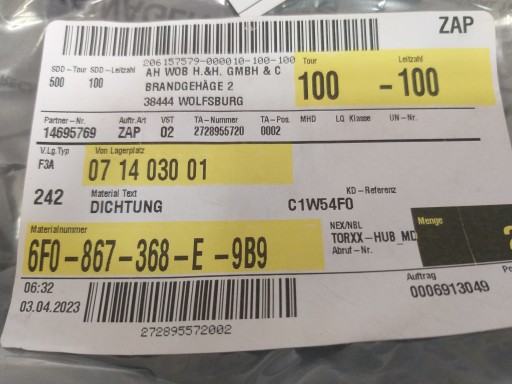 ZAP
206157579-000010-100-100
SDD-Tour SDD-Leitzahl
500 100
AH WOB H.&H. GMBH & C
BRANDGEHÄGE 2
38444 WOLFSBURG
Tour Leitzahl
100 - 100
Partner-Nr. Auftr.Art VST TA-Nummer TA-Pos. MHD LQ Klasse UN-Nr.
14695769 ZAP 02 2728955720 0002
V.Lg.Typ Von Lagerplatz
F3A 07 14 030 01
242 Material Text KD-Referenz
DICHTUNG C1W54F0
Materialnummer
6F0-867-368-E -9B9
NEX/NBL
TORXX-HUB_MD
Abruf-Nr.
Menge
06:32
03.04.2023
272895572002
Auftrag
0006913049